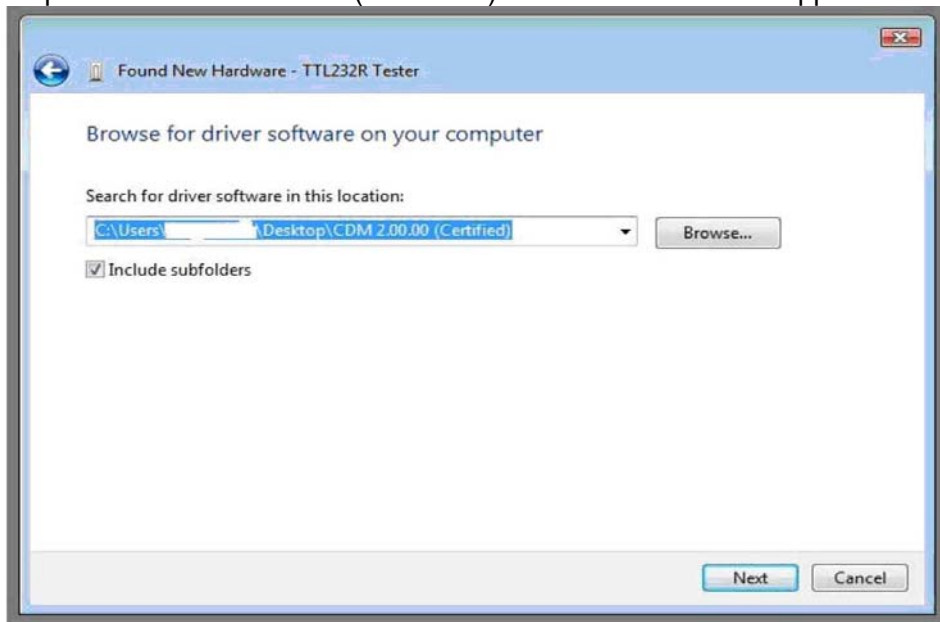 Found New Hardware - TTL232R Tester
Browse for driver software on your computer
Search for driver software in this location:
C:\Users\ \Desktop\CDM 2.00.00 (Certified)
Browse...
Include subfolders
Next Cancel